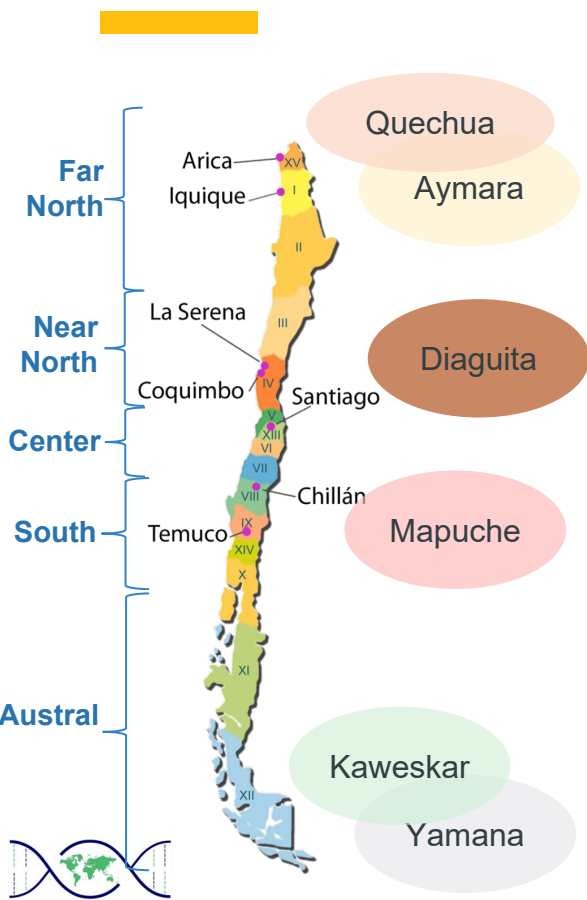 Quechua
Arica
XV
Far
North
Aymara
Iquique
I
II
La Serena
III
Near
North
Diaguita
Coquimbo
IV
Santiago
V
Center
XIII
VI
VII
VIII
Chillán
South
IX
Temuco
Mapuche
XIV
X
XI
Austral
Kaweskar
XII
Yamana